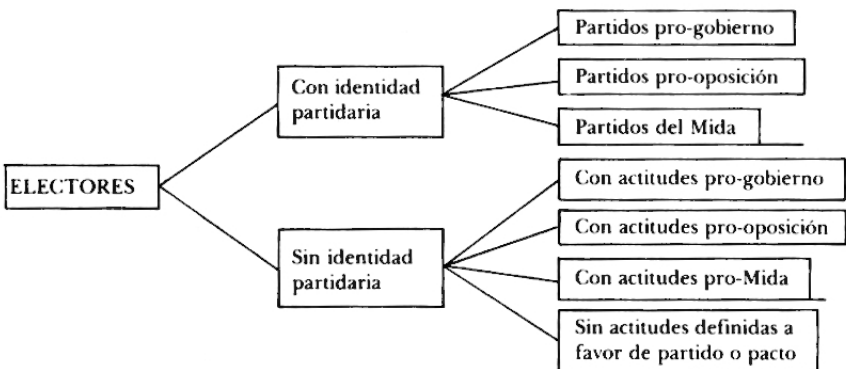 Partidos pro-gobierno
Con identidad
partidaria
Partidos pro-oposición
Partidos del Mida
ELECTORES
Con actitudes pro-gobierno
Sin identidad
partidaria
Con actitudes pro-oposición
Con actitudes pro-Mida
Sin actitudes definidas a
favor de partido o pacto